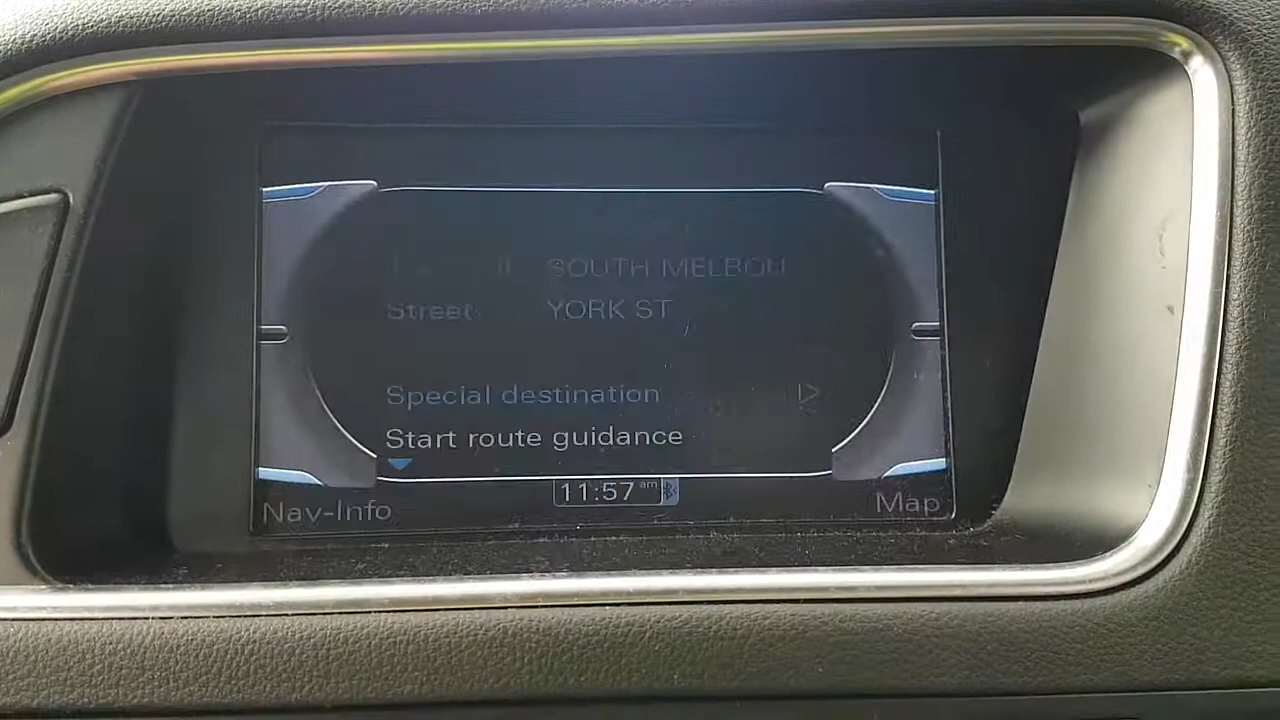 SOUTH MELBOU
Street: YORK ST
Special destination
Start route guidance
11:57 am
Nav-Info
Map